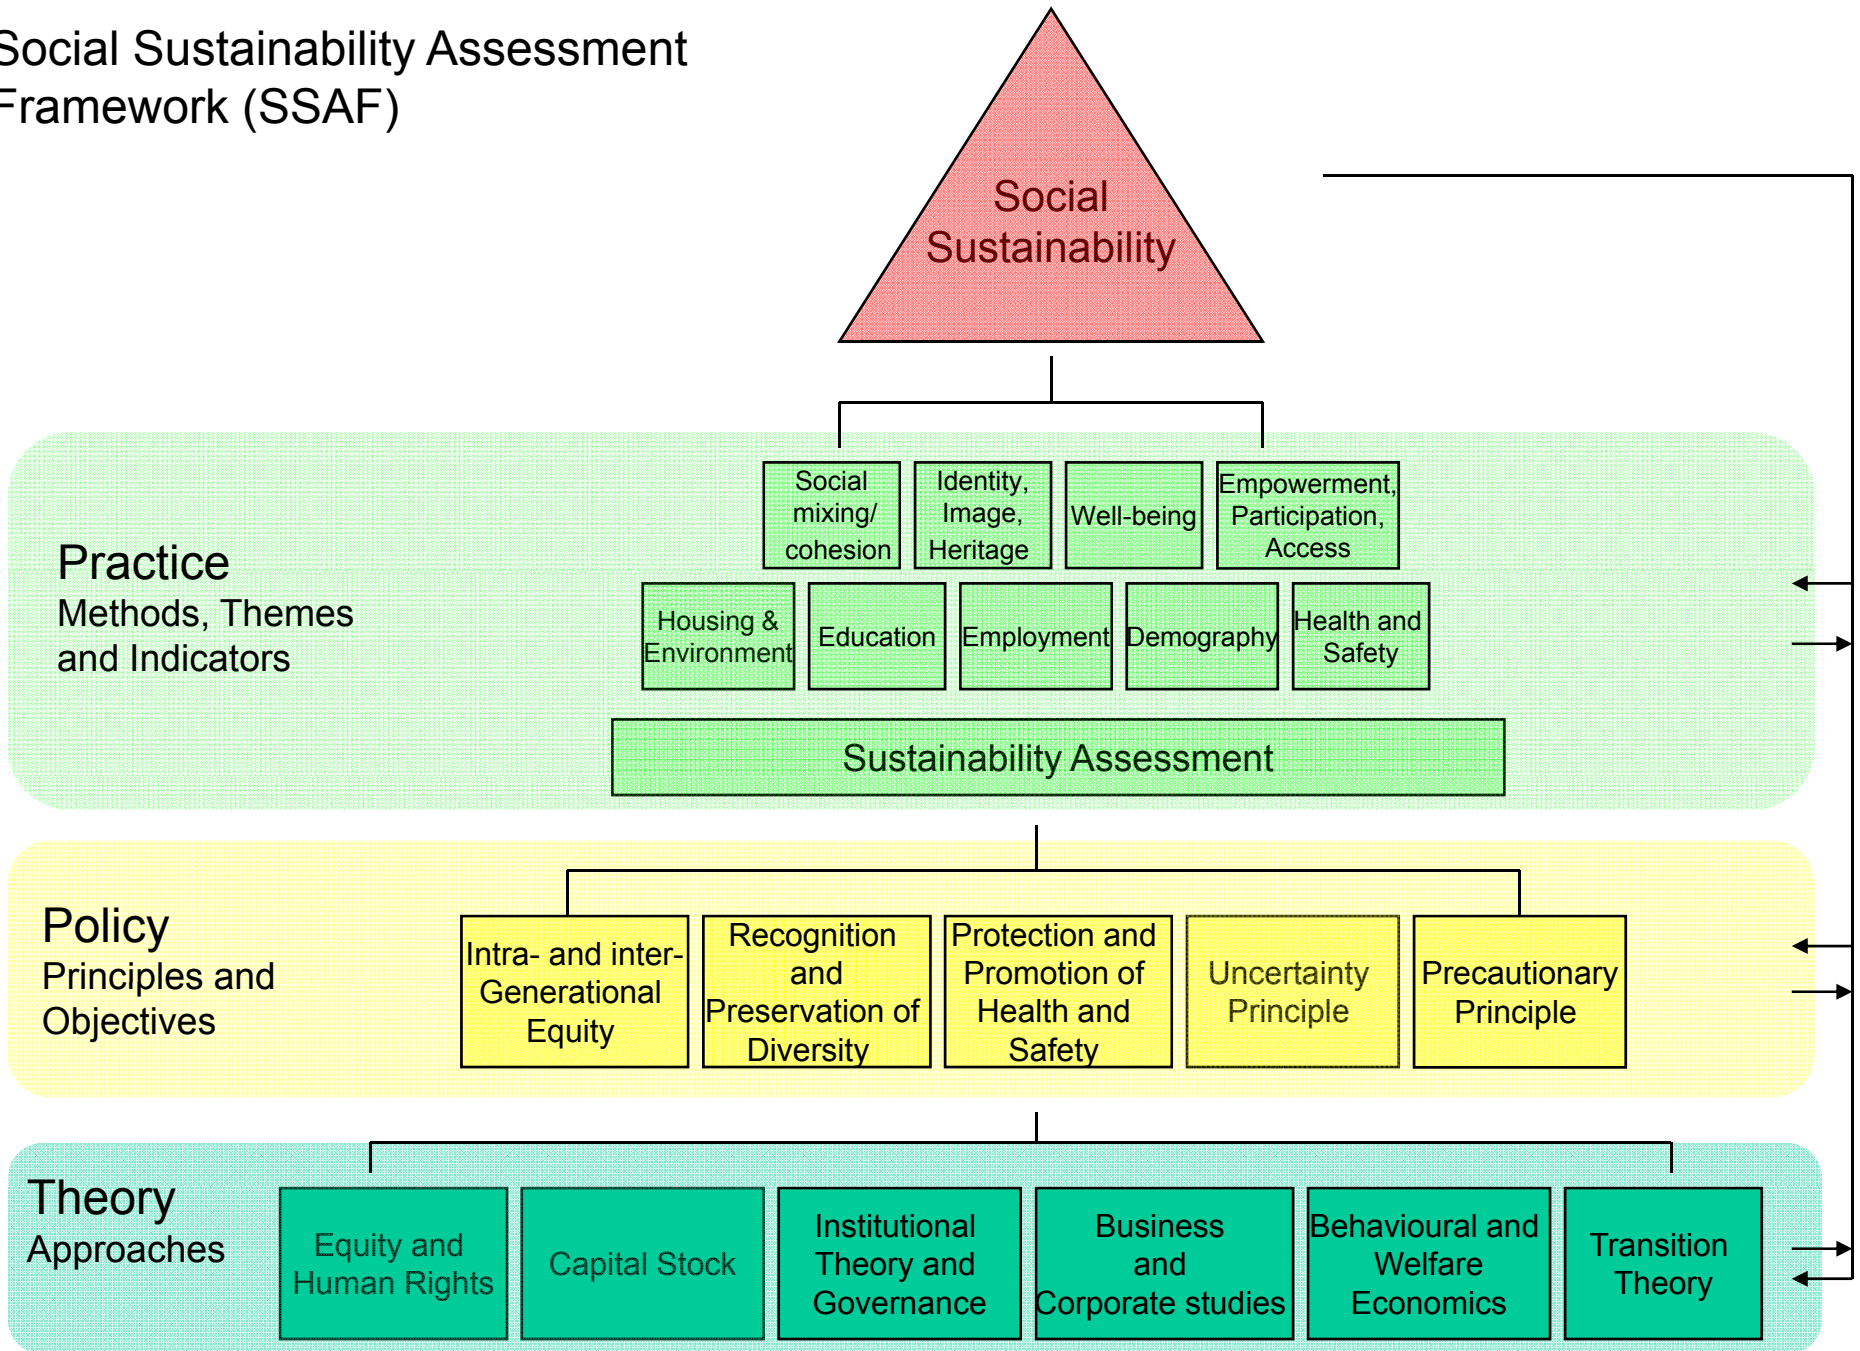 Social Sustainability Assessment
Framework (SSAF)
Social
Sustainability
Practice
Methods, Themes
and Indicators
Social
mixing/
cohesion
Identity,
Image,
Heritage
Well-being
Empowerment,
Participation,
Access
Housing &
Environment
Education
Employment
Demography
Health and
Safety
Sustainability Assessment
Policy
Principles and
Objectives
Intra- and inter-
Generational
Equity
Recognition
and
Preservation of
Diversity
Protection and
Promotion of
Health and
Safety
Uncertainty
Principle
Precautionary
Principle
Theory
Approaches
Equity and
Human Rights
Capital Stock
Institutional
Theory and
Governance
Business
and
Corporate studies
Behavioural and
Welfare
Economics
Transition
Theory